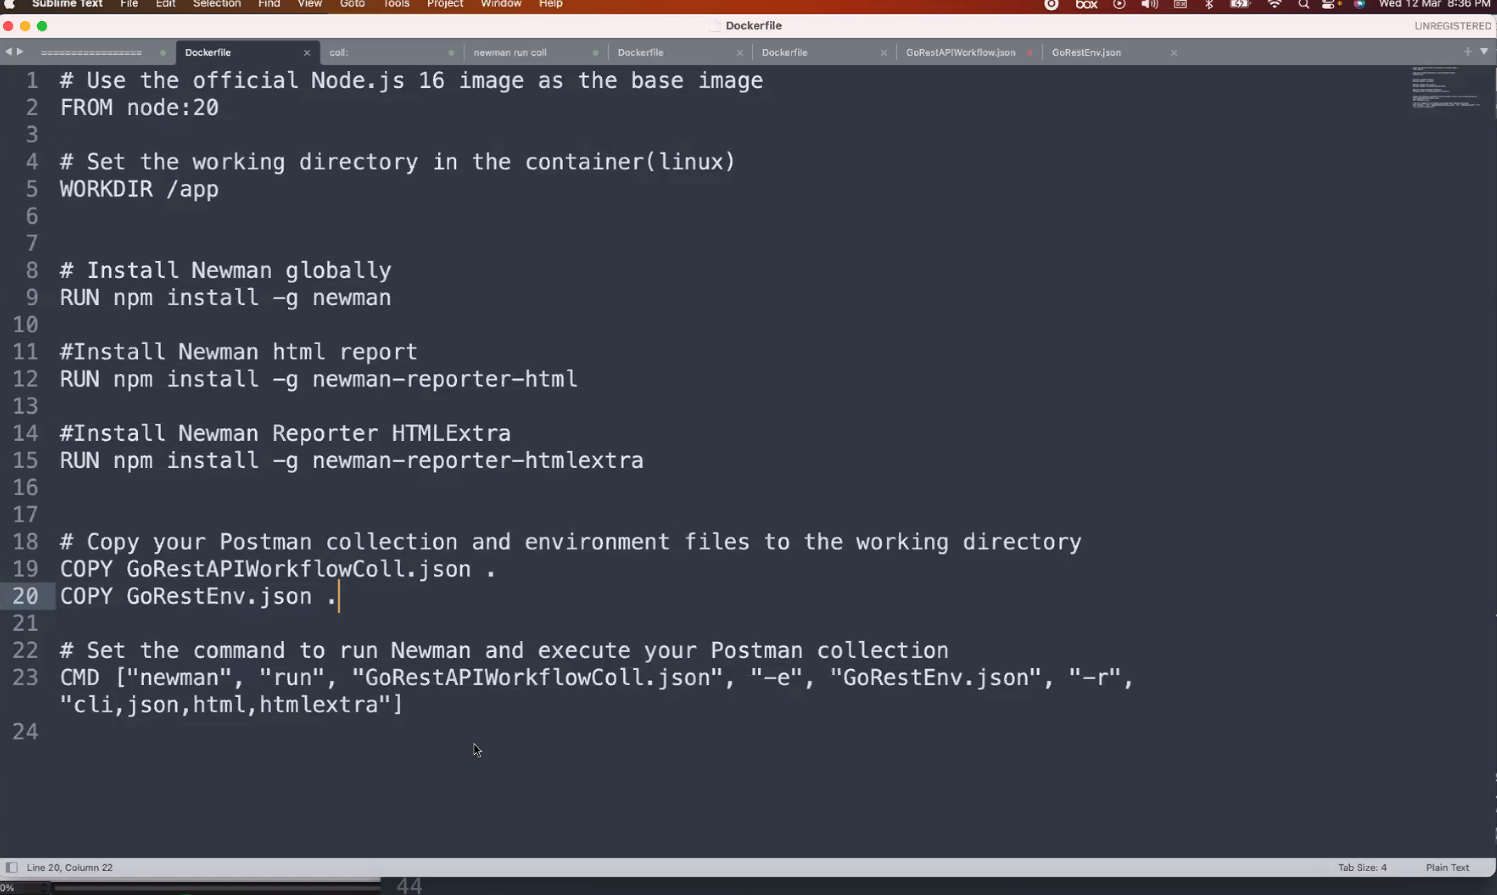 Sublime Text File Edit Selection Find View Goto Tools Project Window Help box Wed 12 Mar 8:36 PM
Dockerfile UNREGISTERED
================ Dockerfile coll: newman run coll Dockerfile Dockerfile GoRestAPIWorkflow.json GoRestEnv.json
1 # Use the official Node.js 16 image as the base image
2 FROM node:20
3
4 # Set the working directory in the container(linux)
5 WORKDIR /app
6
7
8 # Install Newman globally
9 RUN npm install -g newman
10
11 #Install Newman html report
12 RUN npm install -g newman-reporter-html
13
14 #Install Newman Reporter HTMLExtra
15 RUN npm install -g newman-reporter-htmlextra
16
17
18 # Copy your Postman collection and environment files to the working directory
19 COPY GoRestAPIWorkflowColl.json .
20 COPY GoRestEnv.json .
21
22 # Set the command to run Newman and execute your Postman collection
23 CMD ["newman", "run", "GoRestAPIWorkflowColl.json", "-e", "GoRestEnv.json", "-r",
"cli,json,html,htmlextra"]
24
Line 20, Column 22 Tab Size: 4 Plain Text
0% 44